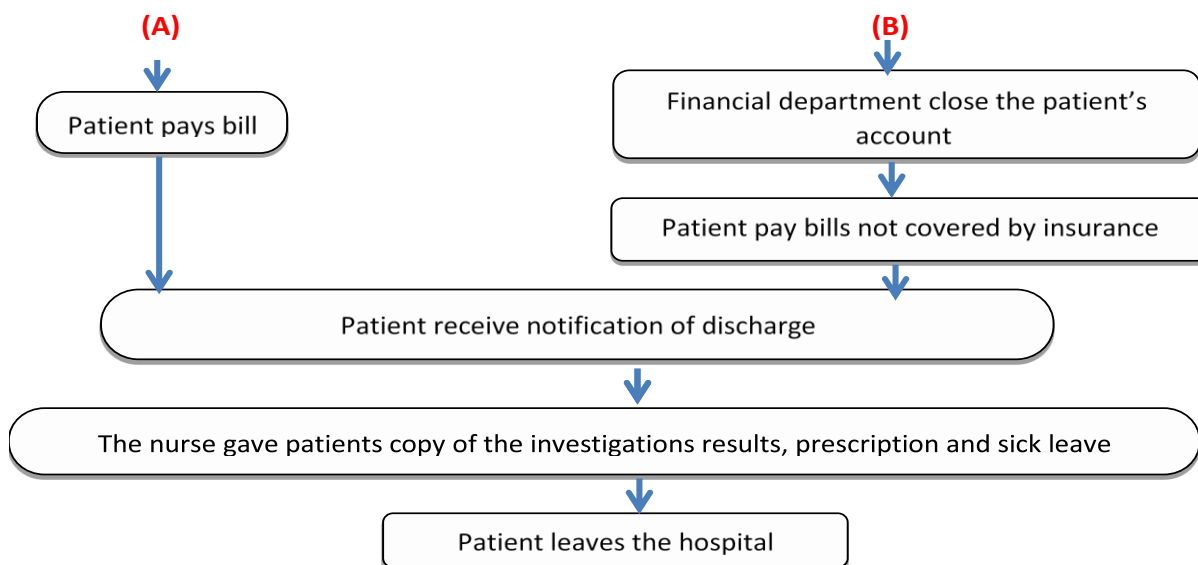 (A)
(B)
Patient pays bill
Financial department close the patient’s
account
Patient pay bills not covered by insurance
Patient receive notification of discharge
The nurse gave patients copy of the investigations results, prescription and sick leave
Patient leaves the hospital